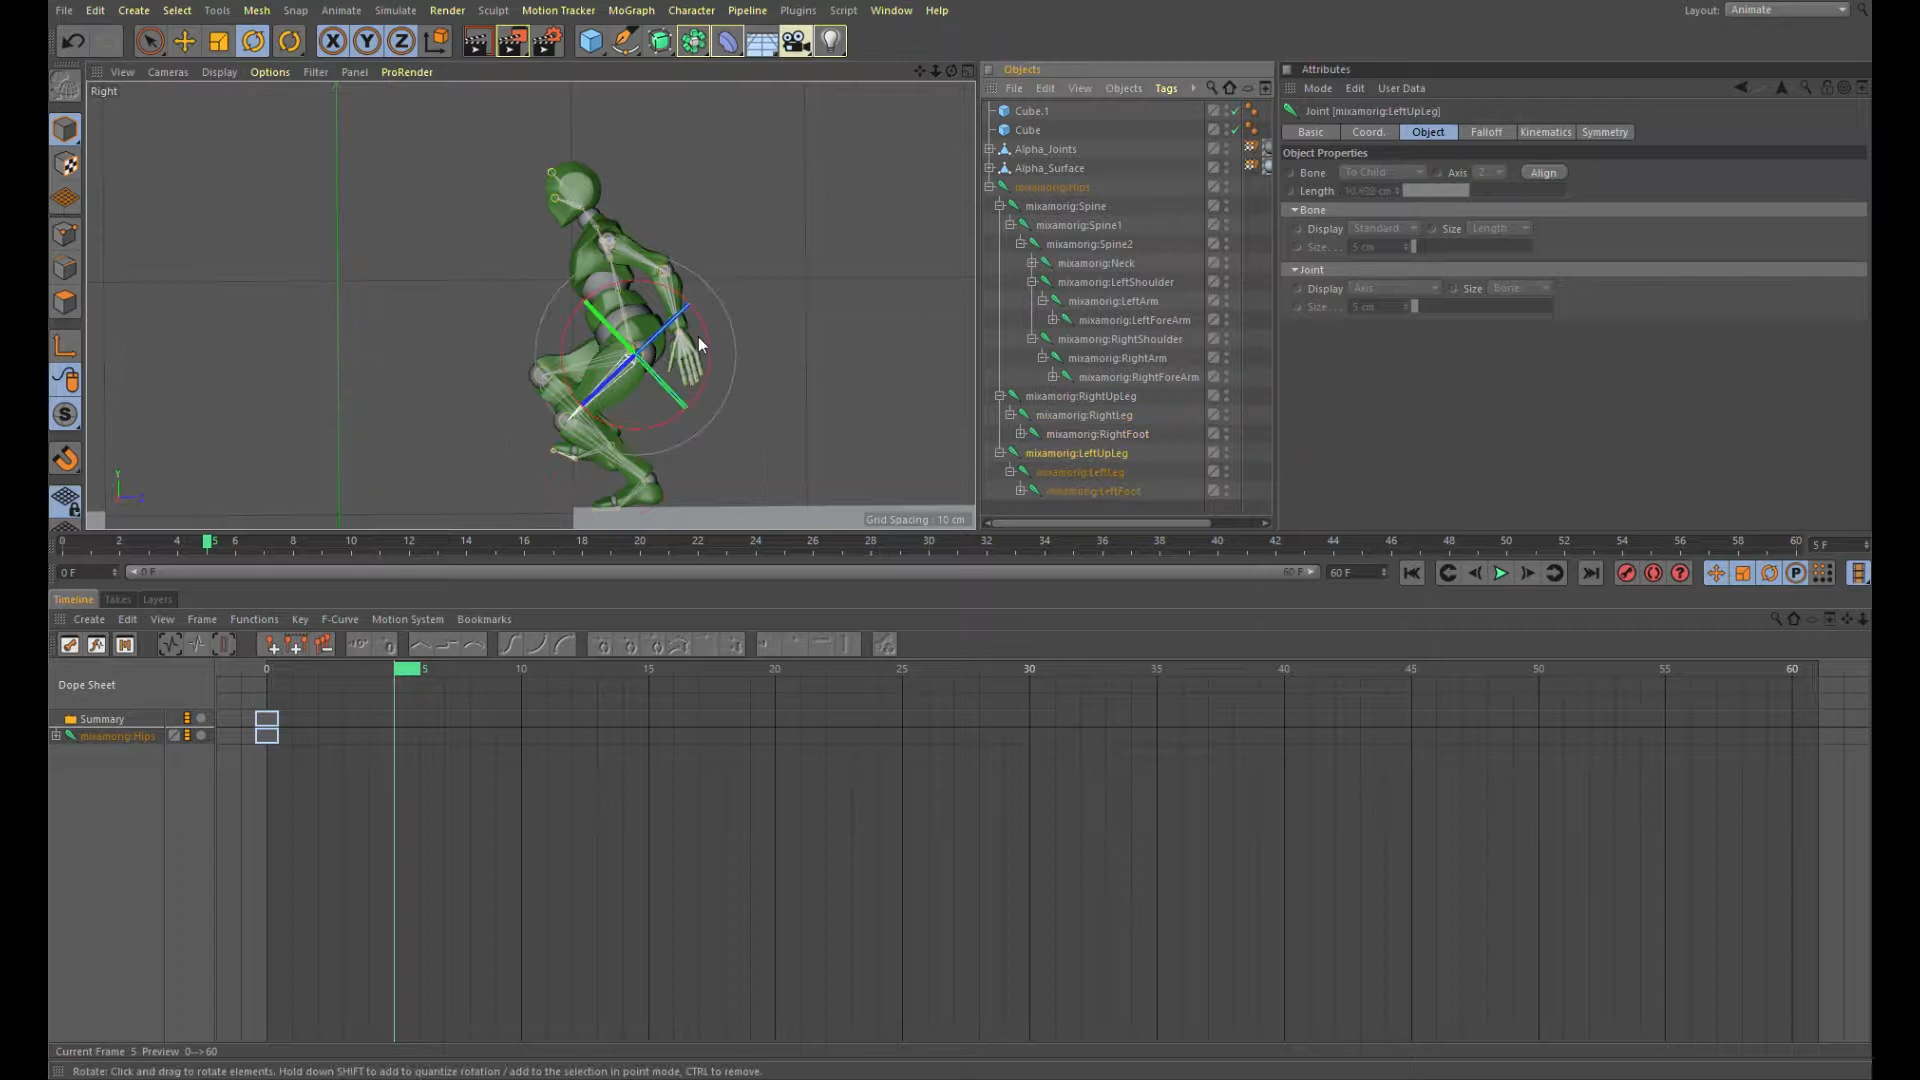 File Edit Create Select Tools Mesh Snap Animate Simulate Render Sculpt Motion Tracker MoGraph Character Pipeline Plugins Script Window Help Layout: Animate
X Y Z
View Cameras Display Options Filter Panel ProRender
Right
Y
Grid Spacing : 10 cm
Objects
File Edit View Objects Tags
Cube.1
Cube
Alpha_Joints
Alpha_Surface
mixamorig:Hips
mixamorig:Spine
mixamorig:Spine1
mixamorig:Spine2
mixamorig:Neck
mixamorig:LeftShoulder
mixamorig:LeftArm
mixamorig:LeftForeArm
mixamorig:RightShoulder
mixamorig:RightArm
mixamorig:RightForeArm
mixamorig:RightUpLeg
mixamorig:RightLeg
mixamorig:RightFoot
mixamorig:LeftUpLeg
mixamorig:LeftLeg
mixamorig:LeftFoot
Attributes
Mode Edit User Data
Joint [mixamorig:LeftUpLeg]
Basic Coord. Object Falloff Kinematics Symmetry
Object Properties
Bone To Child Axis Z Align
Length
Bone
Display Standard Size Length
Size. . . 5 cm
Joint
Display Axis Size Bone
Size. . . 5 cm
0 2 4 5 6 8 10 12 14 16 18 20 22 24 26 28 30 32 34 36 38 40 42 44 46 48 50 52 54 56 58 60 5 F
0 F 0 F 60 F 60 F
Timeline Takes Layers
Create Edit View Frame Functions Key F-Curve Motion System Bookmarks
0 5 10 15 20 25 30 35 40 45 50 55 60
Dope Sheet
Summary
mixamorig:Hips
Current Frame 5 Preview 0-->60
Rotate: Click and drag to rotate elements. Hold down SHIFT to add to quantize rotation / add to the selection in point mode, CTRL to remove.